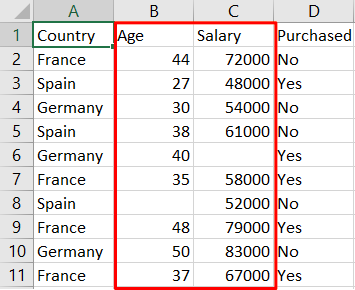 A B C D
1 Country Age Salary Purchased
2 France 44 72000 No
3 Spain 27 48000 Yes
4 Germany 30 54000 No
5 Spain 38 61000 No
6 Germany 40 Yes
7 France 35 58000 Yes
8 Spain 52000 No
9 France 48 79000 Yes
10 Germany 50 83000 No
11 France 37 67000 Yes